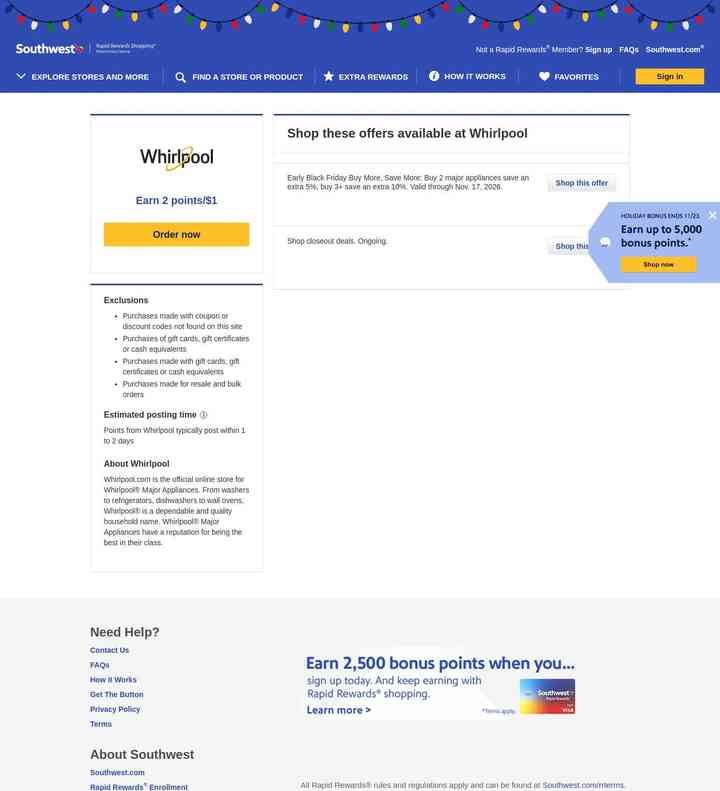 Southwest
Rapid Rewards Shopping®
Not a Rapid Rewards® Member? Sign up
FAQs
Southwest.com®
EXPLORE STORES AND MORE
FIND A STORE OR PRODUCT
EXTRA REWARDS
HOW IT WORKS
FAVORITES
Sign in
Whirlpool
Earn 2 points/$1
Order now
Shop these offers available at Whirlpool
Early Black Friday Buy More, Save More: Buy 2 major appliances save an
extra 5%, buy 3+ save an extra 10%. Valid through Nov. 17, 2026.
Shop this offer
Shop closeout deals. Ongoing.
Shop this
HOLIDAY BONUS ENDS 11/23.
Earn up to 5,000
bonus points.*
Shop now
Exclusions
• Purchases made with coupon or
discount codes not found on this site
• Purchases of gift cards, gift certificates
or cash equivalents
• Purchases made with gift cards, gift
certificates or cash equivalents
• Purchases made for resale and bulk
orders
Estimated posting time
Points from Whirlpool typically post within 1
to 2 days
About Whirlpool
Whirlpool.com is the official online store for
Whirlpool® Major Appliances. From washers
to refrigerators, dishwashers to wall ovens,
Whirlpool® is a dependable and quality
household name. Whirlpool® Major
Appliances have a reputation for being the
best in their class.
Need Help?
Contact Us
FAQs
How it Works
Get The Button
Privacy Policy
Terms
Earn 2,500 bonus points when you...
sign up today. And keep earning with
Rapid Rewards® shopping.
Learn more >
*Terms apply.
Southwest
Rapid Rewards
VISA
About Southwest
Southwest.com
Rapid Rewards® Enrollment
All Rapid Rewards® rules and regulations apply and can be found at Southwest.com/rrterms.